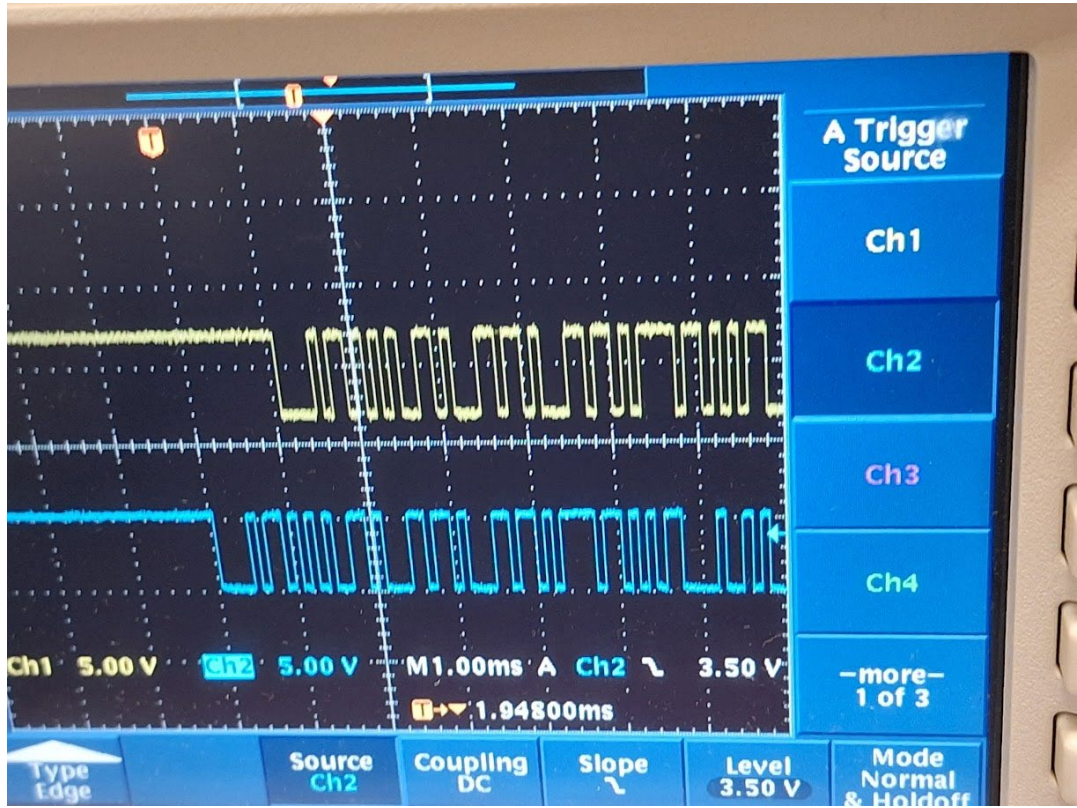 T
T
A Trigger
Source
Ch1
Ch2
Ch3
Ch4
Ch1 5.00 V Ch2 5.00 V M1.00ms A Ch2 3.50 V
-more-
1 of 3
T→▼ 1.94800ms
Type
Edge
Source
Ch2
Coupling
DC
Slope
Level
3.50 V
Mode
Normal
& Holdoff